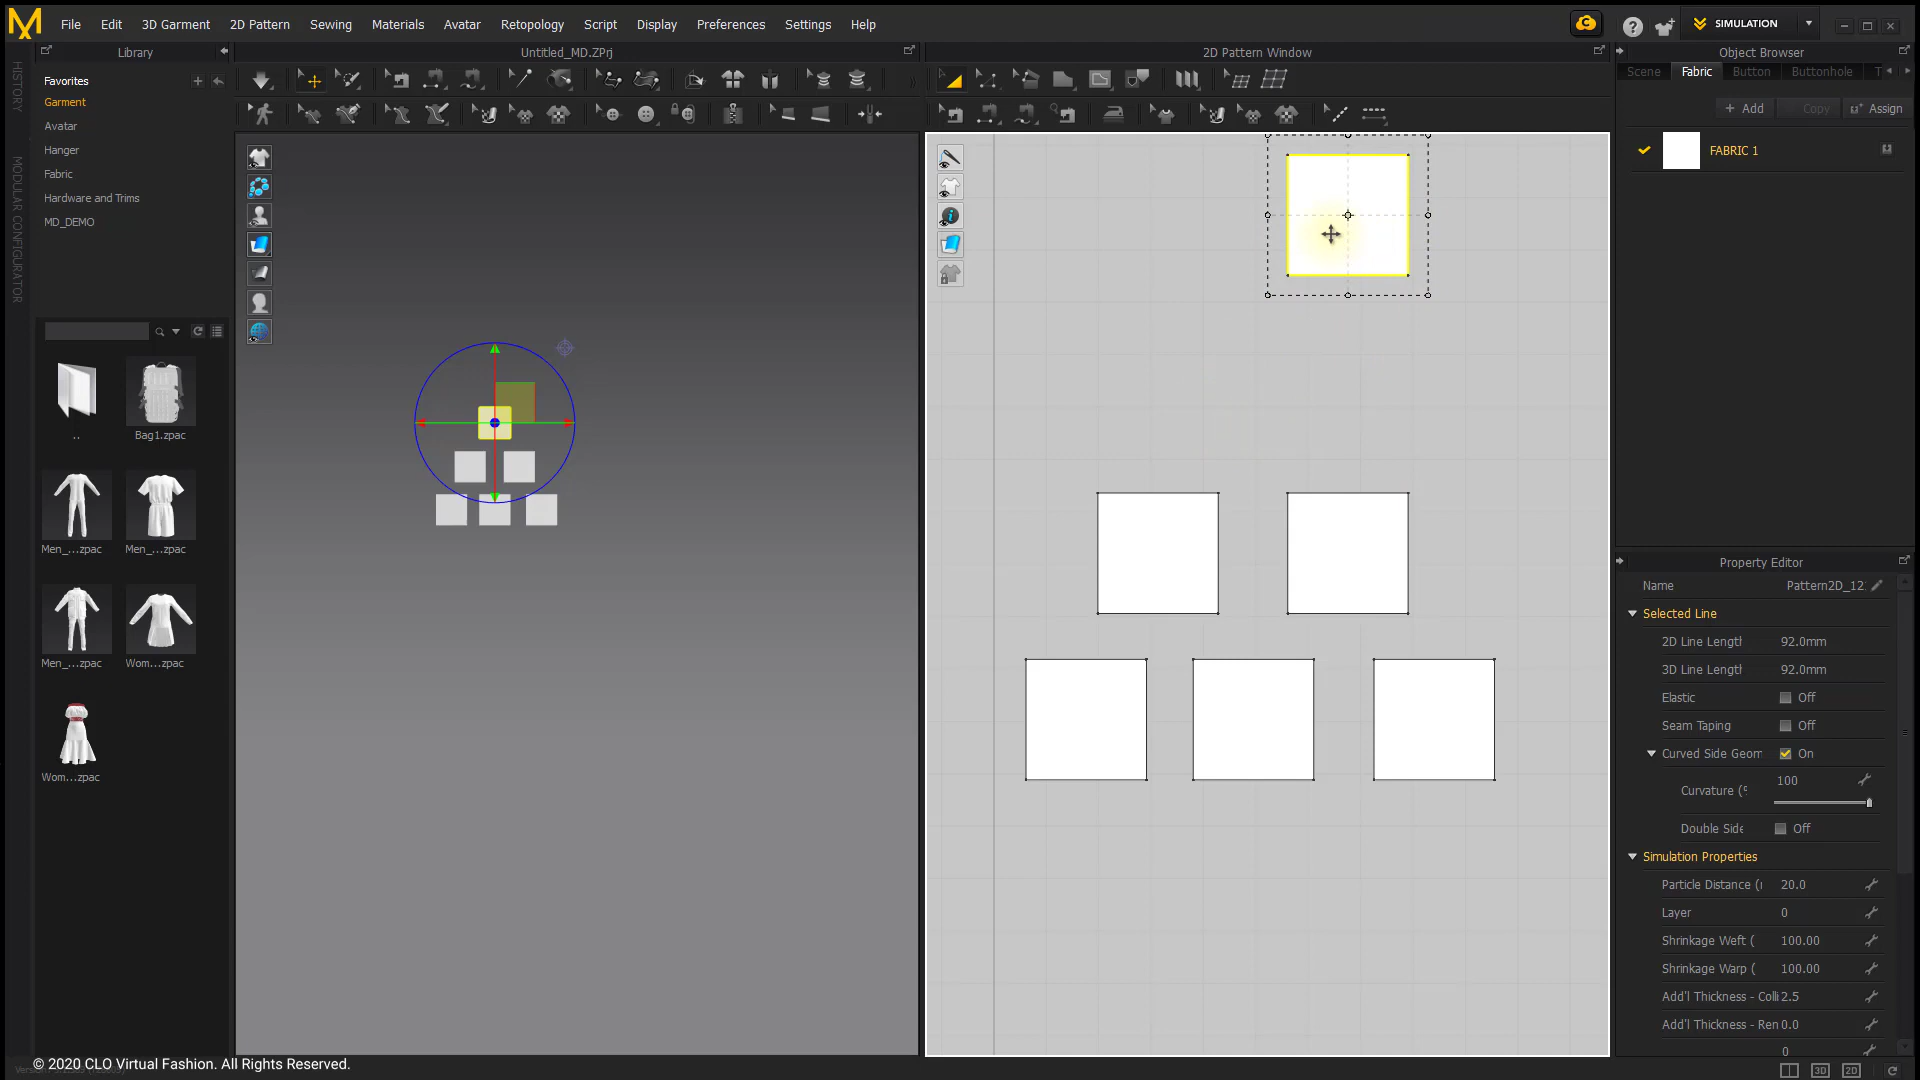 File Edit 3D Garment 2D Pattern Sewing Materials Avatar Retopology Script Display Preferences Settings Help
SIMULATION
Library
Untitled_MD.ZPrj
2D Pattern Window
Object Browser
HISTORY
MODULAR CONFIGURATOR
Favorites
Garment
Avatar
Hanger
Fabric
Hardware and Trims
MD_DEMO
..
Bag1.zpac
Men_...zpac
Men_...zpac
Men_...zpac
Wom...zpac
Wom...zpac
Scene Fabric Button Buttonhole T
+ Add Copy Assign
FABRIC 1
Property Editor
Name Pattern2D_12
Selected Line
2D Line Length 92.0mm
3D Line Length 92.0mm
Elastic Off
Seam Taping Off
Curved Side Geom On
Curvature (% 100
Double Side Off
Simulation Properties
Particle Distance (r 20.0
Layer 0
Shrinkage Weft ( 100.00
Shrinkage Warp ( 100.00
Add'l Thickness - Colli 2.5
Add'l Thickness - Ren 0.0
0
© 2020 CLO Virtual Fashion. All Rights Reserved.
3D 2D